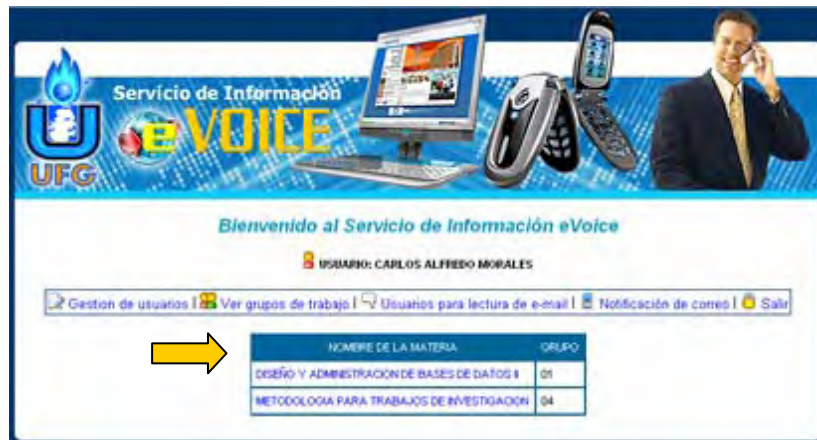 Servicio de Información
eVOICE
UFG
Bienvenido al Servicio de Información eVoice
USUARIO: CARLOS ALFREDO MORALES
Gestion de usuarios | Ver grupos de trabajo | Usuarios para lectura de e-mail | Notificación de correo | Salir
NOMBRE DE LA MATERIA GRUPO
DISEÑO Y ADMINISTRACION DE BASES DE DATOS II 01
METODOLOGIA PARA TRABAJOS DE INVESTIGACION 04